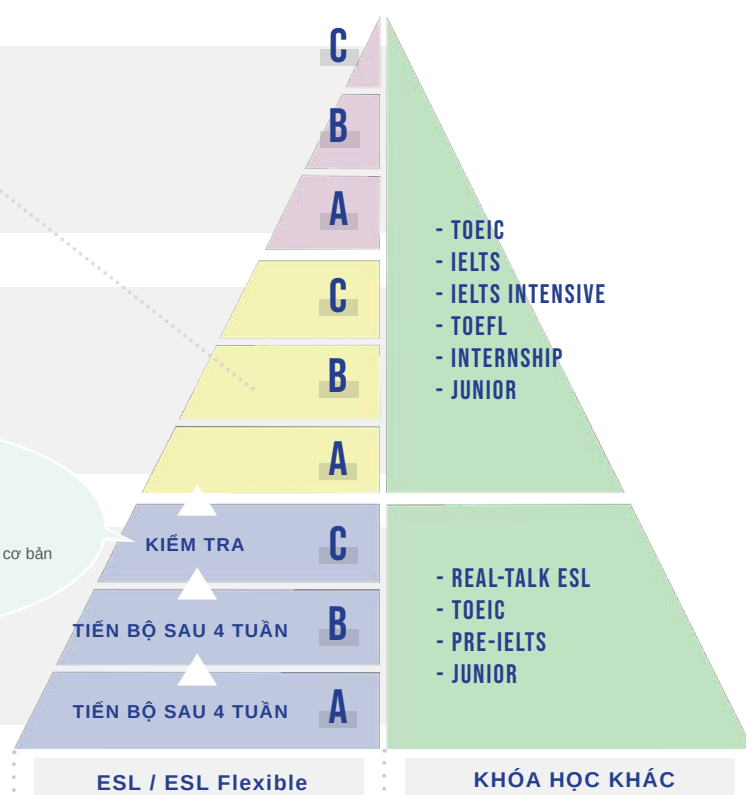 C
B
A
C
B
A
- TOEIC
- IELTS
- IELTS INTENSIVE
- TOEFL
- INTERNSHIP
- JUNIOR
cơ bản
KIỂM TRA
C
TIẾN BỘ SAU 4 TUẦN
B
TIẾN BỘ SAU 4 TUẦN
A
- REAL-TALK ESL
- TOEIC
- PRE-IELTS
- JUNIOR
ESL / ESL Flexible
KHÓA HỌC KHÁC